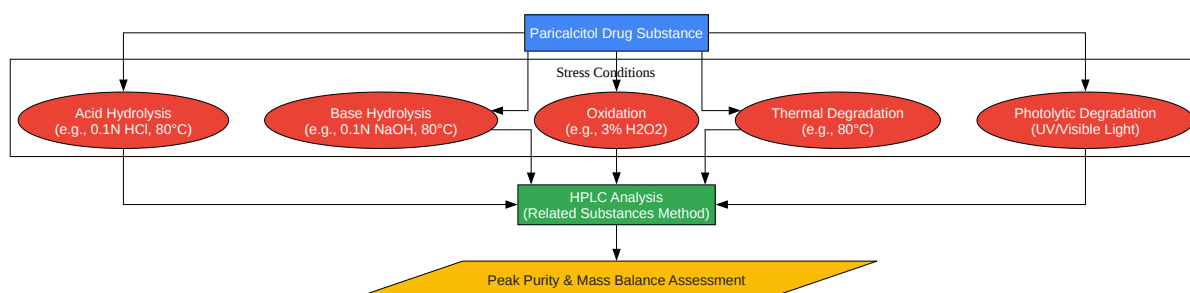 Paricalcitol Drug Substance
Stress Conditions
Acid Hydrolysis
(e.g., 0.1N HCl, 80°C)
Base Hydrolysis
(e.g., 0.1N NaOH, 80°C)
Oxidation
(e.g., 3% H2O2)
Thermal Degradation
(e.g., 80°C)
Photolytic Degradation
(UV/Visible Light)
HPLC Analysis
(Related Substances Method)
Peak Purity & Mass Balance Assessment